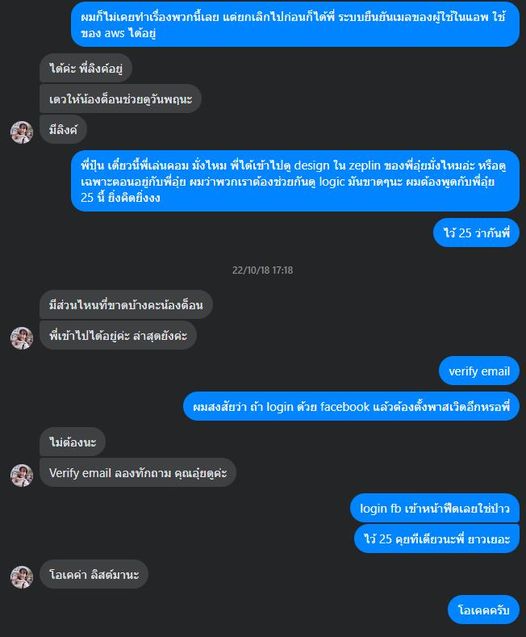 ผมก็ไม่เคยทำเรื่องพวกนี้เลย แต่ยกเลิกไปก่อนก็ได้พี่ ระบบยืนยันเมลของผู้ใช้ในแอพ ใช้
ของ aws ได้อยู่
ได้ค่ะ พี่ลิงค์อยู่
เดวให้น้องต็อนช่วยดูวันพฤนะ
มีลิงค์
พี่ปุ๊น เดี๋ยวนี้พี่เล่นคอม มั่งไหม พี่ได้เข้าไปดู design ใน zeplin ของพี่อุ๋ยมั่งไหมอ่ะ หรือดู
เฉพาะตอนอยู่กับพี่อุ๋ย ผมว่าพวกเราต้องช่วยกันดู logic มันขาดๆนะ ผมต้องพูดกับพี่อุ๋ย
25 นี้ ยิ่งคิดยิ่งงง
ไว้ 25 ว่ากันพี่
22/10/18 17:18
มีส่วนไหนที่ขาดบ้างคะน้องต็อน
พี่เข้าไปได้อยู่ค่ะ ล่าสุดยังค่ะ
verify email
ผมสงสัยว่า ถ้า login ด้วย facebook แล้วต้องตั้งพาสเวิดอีกหรอพี่
ไม่ต้องนะ
Verify email ลองทักถาม คุณอุ๋ยดูค่ะ
login fb เข้าหน้าฟีดเลยใช่ป่าว
ไว้ 25 คุยทีเดียวนะพี่ ยาวเยอะ
โอเคค่า ลิสต์มานะ
โอเคคครับ